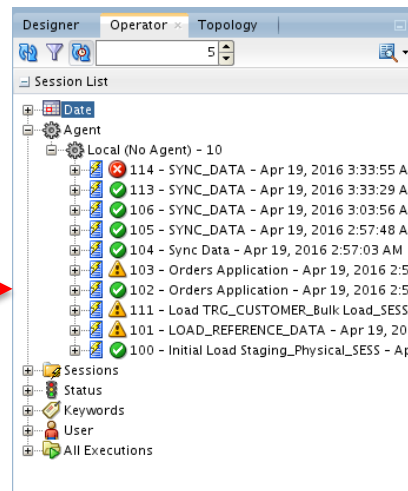 Designer Operator Topology
5
Session List
Date
Agent
Local (No Agent) - 10
114 - SYNC_DATA - Apr 19, 2016 3:33:55 A
113 - SYNC_DATA - Apr 19, 2016 3:33:29 A
106 - SYNC_DATA - Apr 19, 2016 3:03:56 A
105 - SYNC_DATA - Apr 19, 2016 2:57:48 A
104 - Sync Data - Apr 19, 2016 2:57:03 AM
103 - Orders Application - Apr 19, 2016 2:5
102 - Orders Application - Apr 19, 2016 2:5
111 - Load TRG_CUSTOMER_Bulk Load_SESS
101 - LOAD_REFERENCE_DATA - Apr 19, 20
100 - Initial Load Staging_Physical_SESS - Ap
Sessions
Status
Keywords
User
All Executions